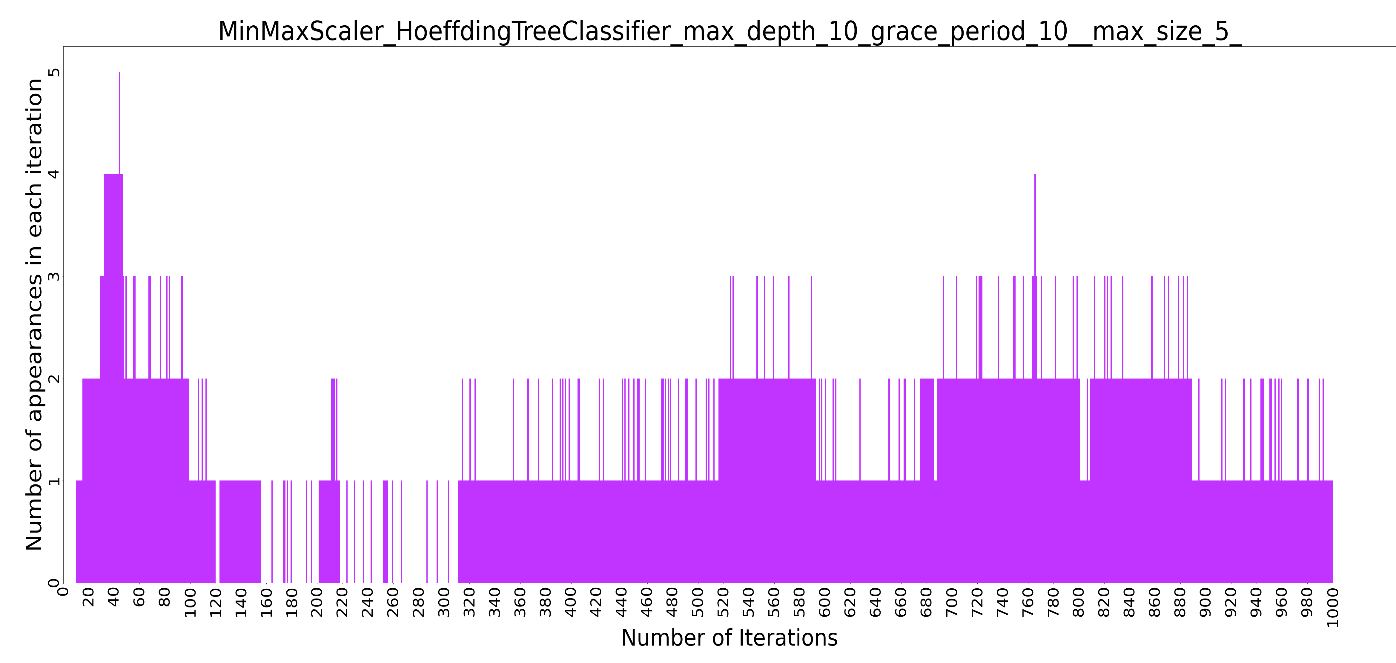 MinMaxScaler_HoeffdingTreeClassifier_max_depth_10_grace_period_10__max_size_5_
Number of appearances in each iteration
5
4
3
2
1
0
0 20 40 60 80 100 120 140 160 180 200 220 240 260 280 300 320 340 360 380 400 420 440 460 480 500 520 540 560 580 600 620 640 660 680 700 720 740 760 780 800 820 840 860 880 900 920 940 960 980 1000
Number of Iterations